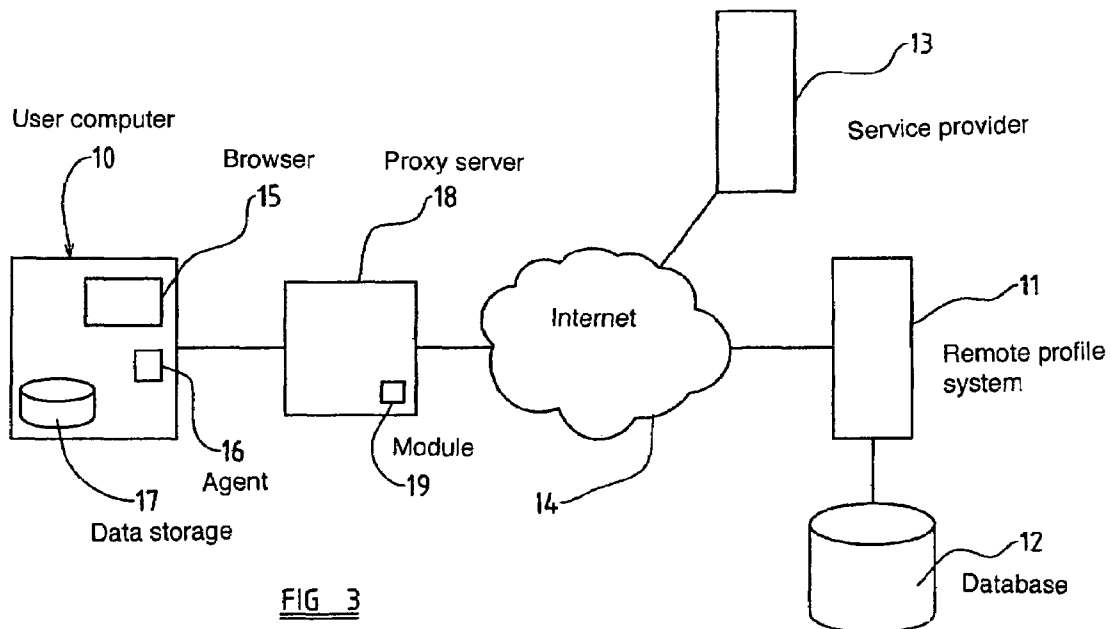 13
Service provider
User computer
10
Browser
15
Proxy server
18
11
Remote profile
system
Internet
16
Agent
17
Data storage
Module
19
14
12
Database
FIG 3